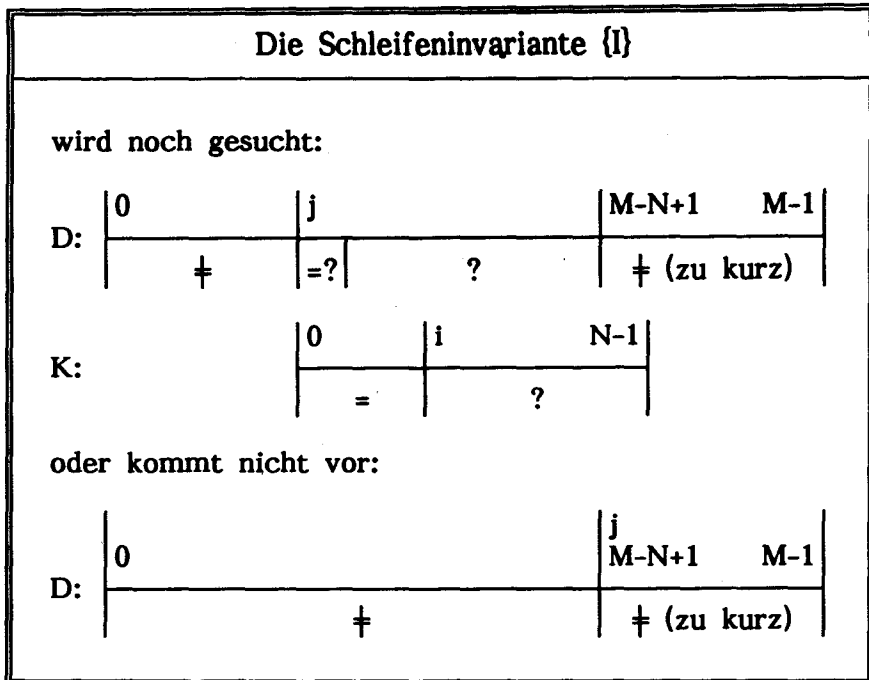 Die Schleifeninvariante {I}
wird noch gesucht:
0 j M-N+1 M-1
D:
≠ =? ? ≠ (zu kurz)
0 i N-1
K:
= ?
oder kommt nicht vor:
j
0 M-N+1 M-1
D:
≠ ≠ (zu kurz)